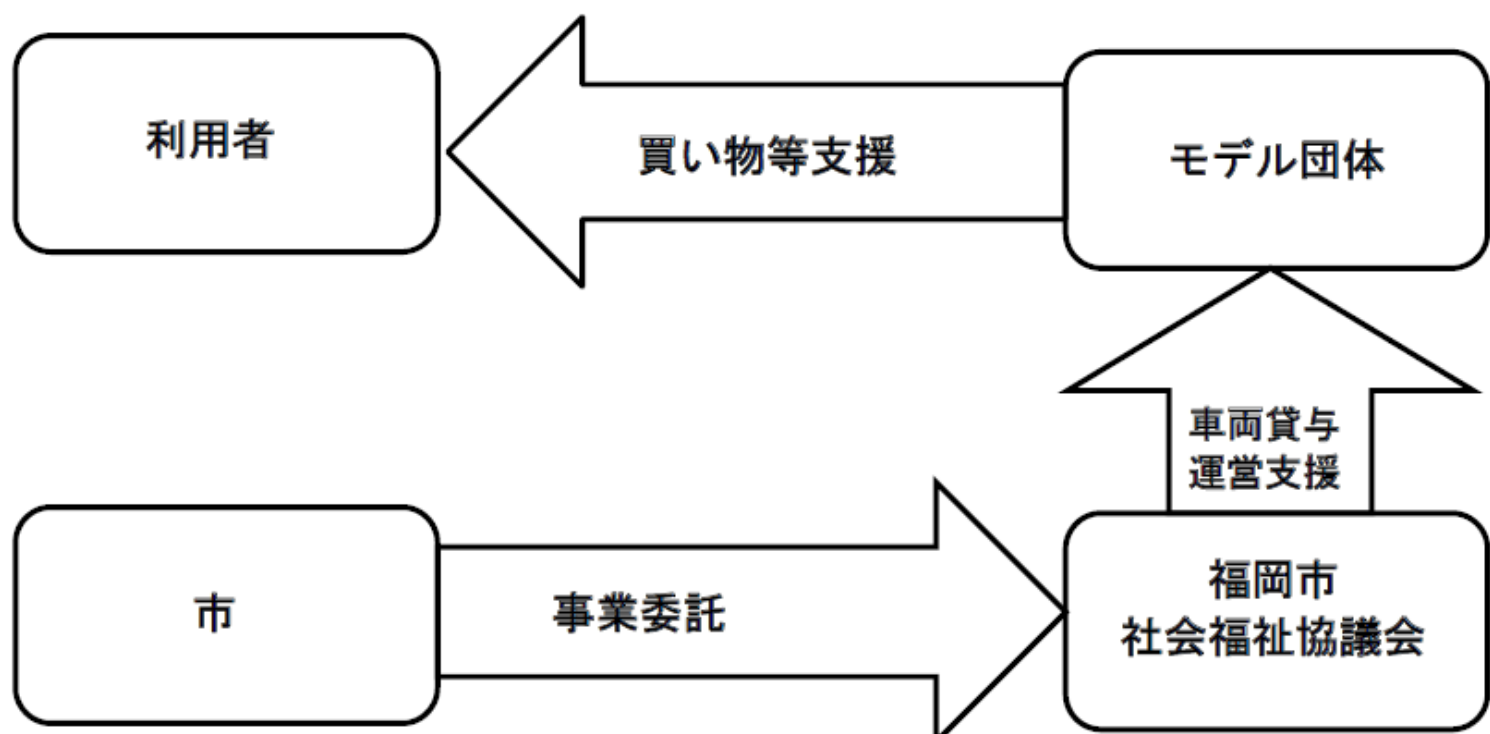 利用者
買い物等支援
モデル団体
車両貸与
運営支援
市
事業委託
福岡市
社会福祉協議会